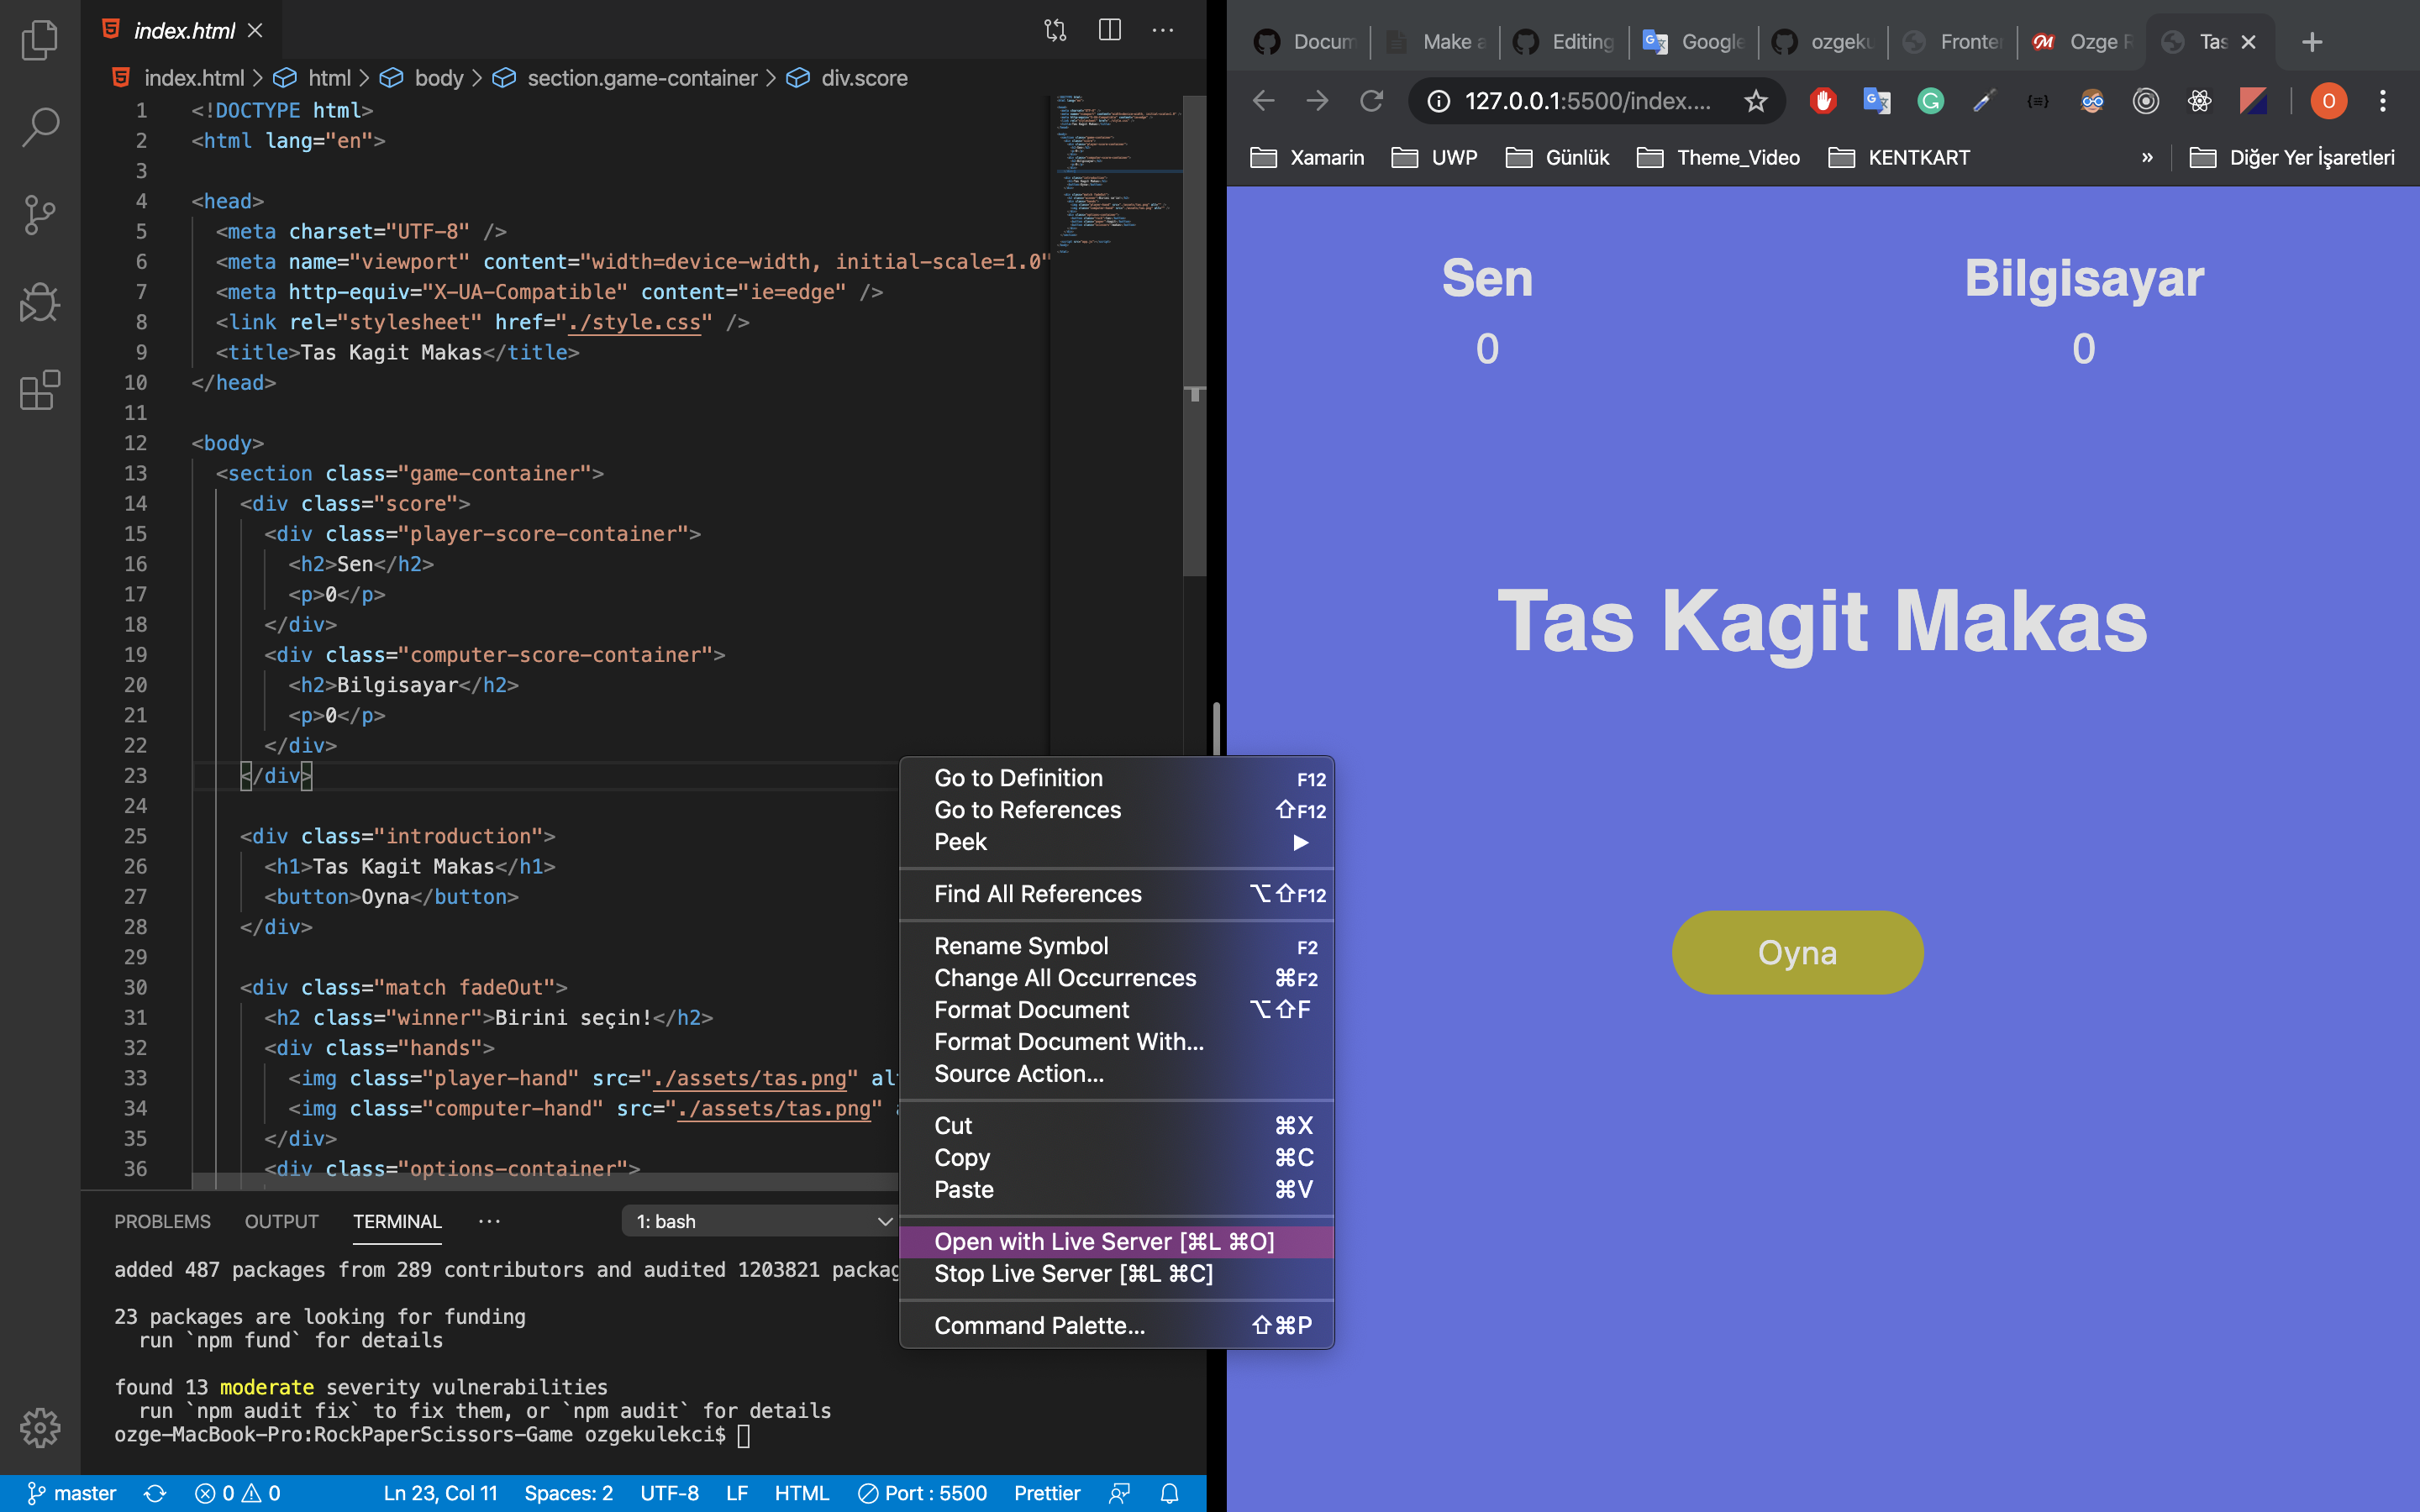 index.html
index.html > html > body > section.game-container > div.score
1 <!DOCTYPE html>
2 <html lang="en">
3
4 <head>
5 <meta charset="UTF-8" />
6 <meta name="viewport" content="width=device-width, initial-scale=1.0"
7 <meta http-equiv="X-UA-Compatible" content="ie=edge" />
8 <link rel="stylesheet" href="./style.css" />
9 <title>Tas Kagit Makas</title>
10 </head>
11
12 <body>
13 <section class="game-container">
14 <div class="score">
15 <div class="player-score-container">
16 <h2>Sen</h2>
17 <p>0</p>
18 </div>
19 <div class="computer-score-container">
20 <h2>Bilgisayar</h2>
21 <p>0</p>
22 </div>
23 </div>
24
25 <div class="introduction">
26 <h1>Tas Kagit Makas</h1>
27 <button>Oyna</button>
28 </div>
29
30 <div class="match fadeOut">
31 <h2 class="winner">Birini seçin!</h2>
32 <div class="hands">
33 <img class="player-hand" src="./assets/tas.png" al
34 <img class="computer-hand" src="./assets/tas.png"
35 </div>
36 <div class="options-container">
PROBLEMS OUTPUT TERMINAL ··· 1: bash
added 487 packages from 289 contributors and audited 1203821 packag
23 packages are looking for funding
run `npm fund` for details
found 13 moderate severity vulnerabilities
run `npm audit fix` to fix them, or `npm audit` for details
ozge-MacBook-Pro:RockPaperScissors-Game ozgekulekci$
master 0 0 Ln 23, Col 11 Spaces: 2 UTF-8 LF HTML Port : 5500 Prettier
Go to Definition F12
Go to References ⇧F12
Peek ▶
Find All References ⌥⇧F12
Rename Symbol F2
Change All Occurrences ⌘F2
Format Document ⌥⇧F
Format Document With...
Source Action...
Cut ⌘X
Copy ⌘C
Paste ⌘V
Open with Live Server [⌘L ⌘O]
Stop Live Server [⌘L ⌘C]
Command Palette... ⇧⌘P
Docum Make a Editing Google ozgeku Fronte Ozge R Tas
127.0.0.1:5500/index.... O
Xamarin UWP Günlük Theme_Video KENTKART » Diğer Yer İşaretleri
Sen Bilgisayar
0 0
Tas Kagit Makas
Oyna